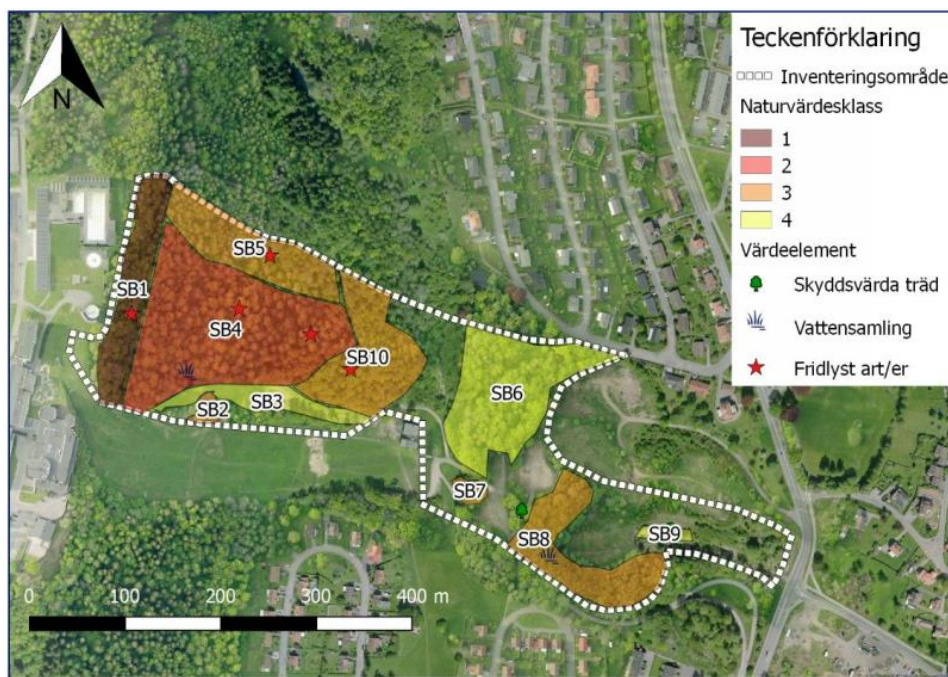 Teckenförklaring
Inventeringsområde
Naturvärdesklass
1
2
3
4
Värdeelement
Skyddsvärda träd
Vattensamling
Fridlyst art/er
N
SB5
SB1
SB4
SB10
SB2
SB3
SB6
SB7
SB8
SB9
0 100 200 300 400 m